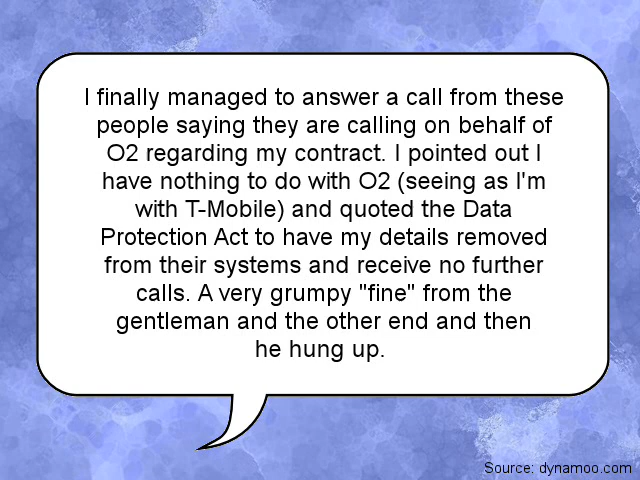 I finally managed to answer a call from these
people saying they are calling on behalf of
O2 regarding my contract. I pointed out I
have nothing to do with O2 (seeing as I'm
with T-Mobile) and quoted the Data
Protection Act to have my details removed
from their systems and receive no further
calls. A very grumpy "fine" from the
gentleman and the other end and then
he hung up.
Source: dynamoo.com